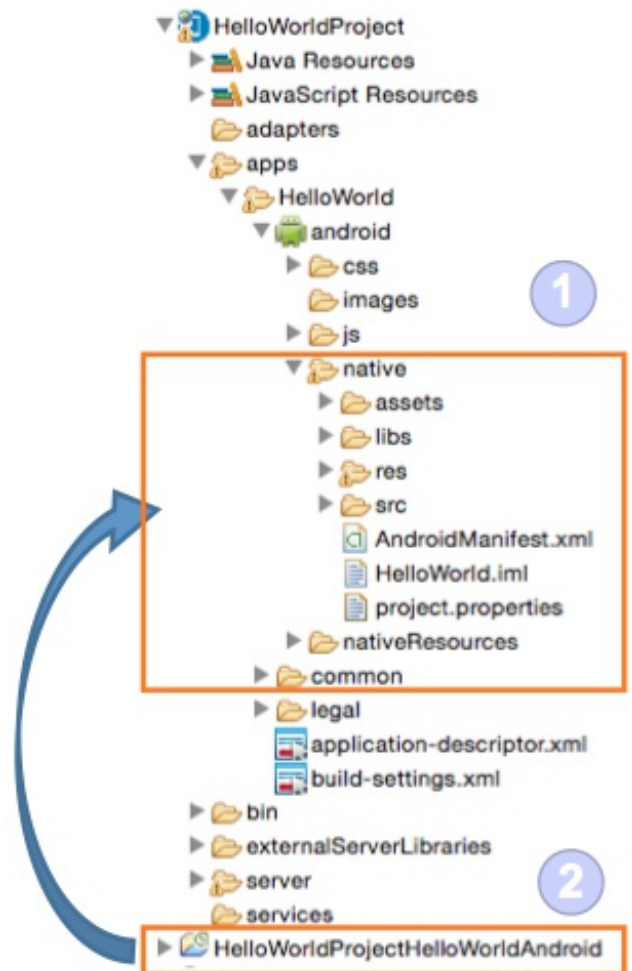 HelloWorldProject
Java Resources
JavaScript Resources
adapters
apps
HelloWorld
android
css
1
images
js
native
assets
libs
res
src
AndroidManifest.xml
HelloWorld.iml
project.properties
nativeResources
common
legal
application-descriptor.xml
build-settings.xml
bin
externalServerLibraries
server
2
services
HelloWorldProjectHelloWorldAndroid